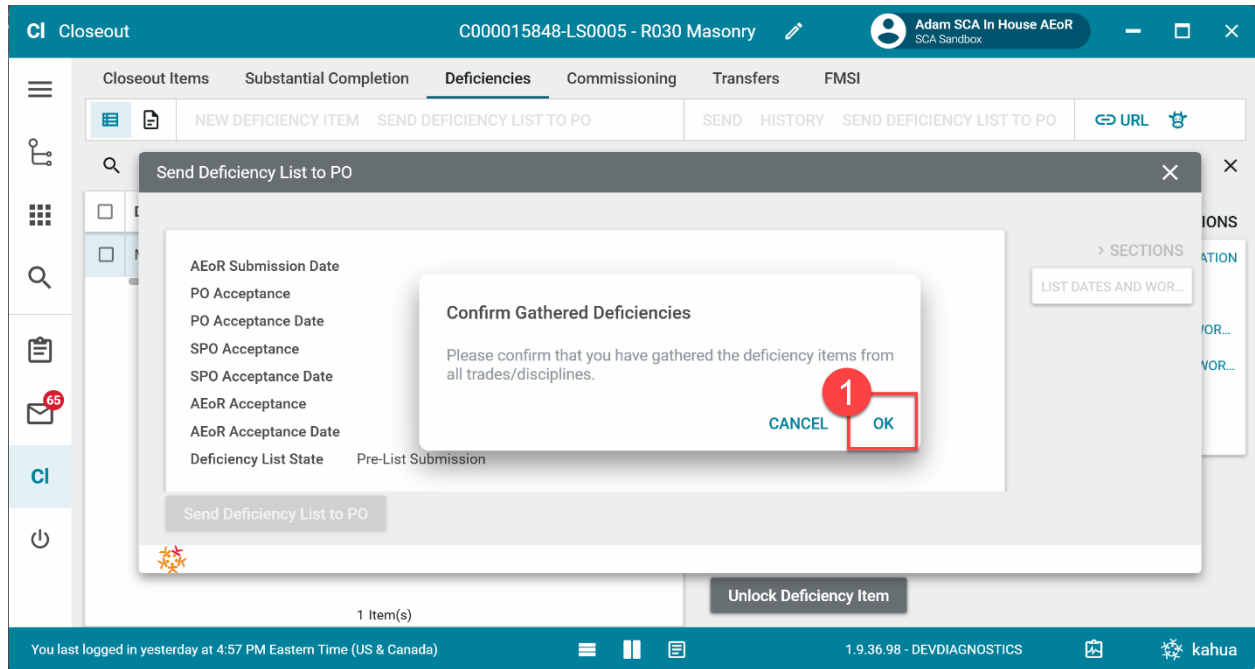 Cl Closeout
C000015848-LS0005 - R030 Masonry
Adam SCA In House AEoR
SCA Sandbox
Closeout Items Substantial Completion Deficiencies Commissioning Transfers FMSI
NEW DEFICIENCY ITEM SEND DEFICIENCY LIST TO PO SEND HISTORY SEND DEFICIENCY LIST TO PO URL
Send Deficiency List to PO
IONS
> SECTIONS
ATION
LIST DATES AND WOR...
/OR...
WOR...
AEoR Submission Date
PO Acceptance
PO Acceptance Date
SPO Acceptance
SPO Acceptance Date
AEoR Acceptance
AEoR Acceptance Date
Deficiency List State Pre-List Submission
Confirm Gathered Deficiencies
Please confirm that you have gathered the deficiency items from
all trades/disciplines.
1
CANCEL OK
65
Cl
Send Deficiency List to PO
Unlock Deficiency Item
1 Item(s)
You last logged in yesterday at 4:57 PM Eastern Time (US & Canada) 1.9.36.98 - DEVDIAGNOSTICS kahua